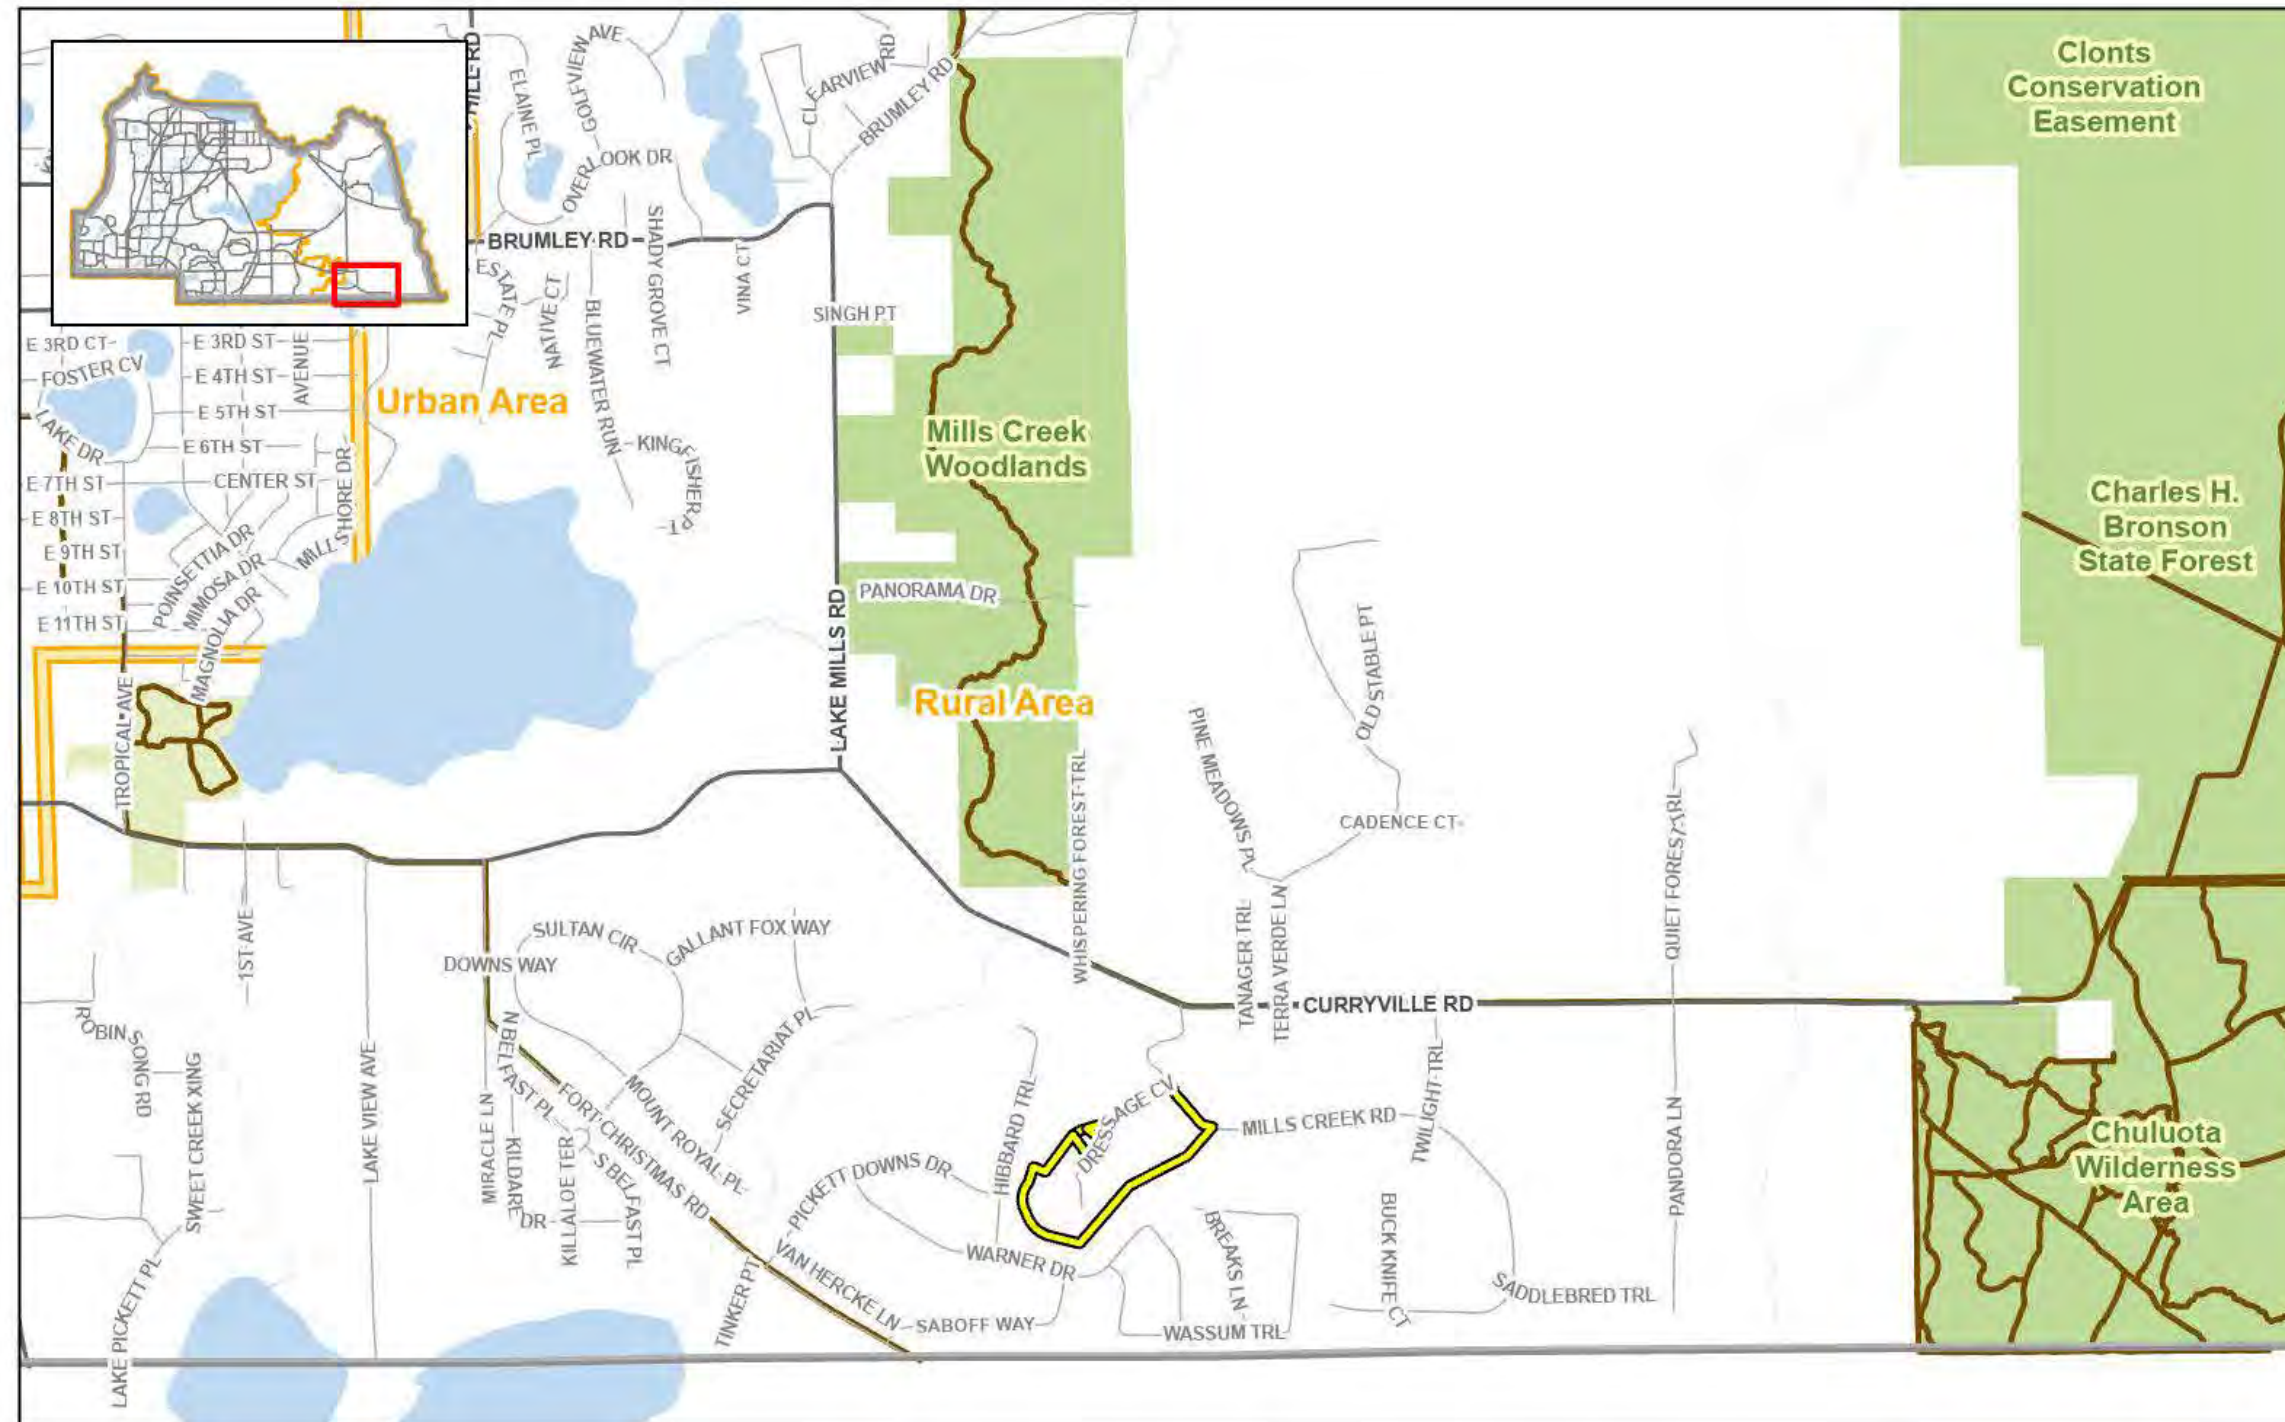 HILL RD
ELAINE PL
GOLFVIEW AVE
CLEARVIEW RD
BRUMLEY RD
Clonts
Conservation
Easement
OVERLOOK DR
SHADY GROVE CT
BRUMLEY RD
ESTATE PL
NATIVE CT
BLUEWATER RUN
VINA CT
SINGH PT
E 3RD CT
E 3RD ST
FOSTER CV
E 4TH ST
AVENUE
Urban Area
E 5TH ST
LAKE DR
E 6TH ST
KINGFISHER PT
Mills Creek
Woodlands
E 7TH ST
CENTER ST
MILLSHORE DR
E 8TH ST
Charles H.
Bronson
State Forest
E 9TH ST
POINSETTIA DR
MIMOSA DR
E 10TH ST
MAGNOLIA DR
E 11TH ST
PANORAMA DR
LAKE MILLS RD
OLD STABLE PT
Rural Area
TROPICAL AVE
PINE MEADOWS PL
WHISPERING FOREST TRL
CADENCE CT
QUIET FOREST TRL
1ST AVE
SULTAN CIR
GALLANT FOX WAY
DOWNS WAY
TANAGER TRL
TERRA VERDE LN
CURRYVILLE RD
ROBINSONG RD
SWEET CREEK XING
LAKE VIEW AVE
N BELFAST PL
MIRACLE LN
KILDARE DR
FORT CHRISTMAS RD
MOUNT ROYAL PL
SECRETARIAT PL
KILLALOE TER
S BELFAST PL
HIBBARD TRL
DRESSAGE CV
MILLS CREEK RD
TWILIGHT TRL
PANDORA LN
Chuluota
Wilderness
Area
PICKETT DOWNS DR
WARNER DR
BREAKS LN
BUCK KNIFE CT
SADDLEBRED TRL
VAN HERCKE LN
TINKER PT
SABOFF WAY
WASSUM TRL
LAKE PICKETT PL